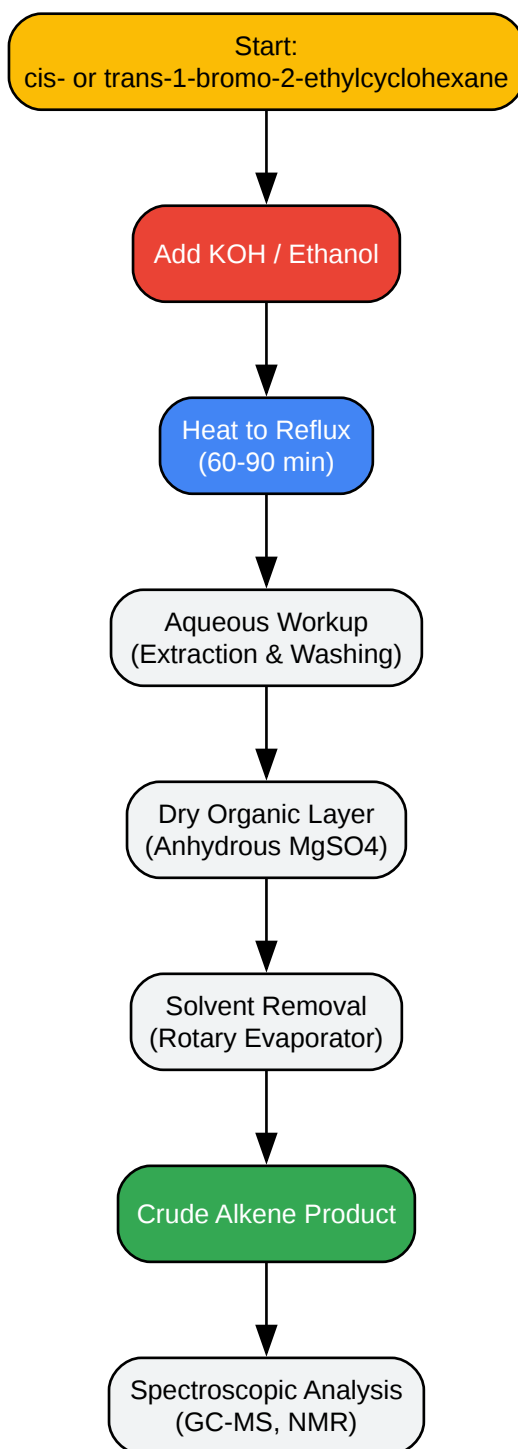 Start:
cis- or trans-1-bromo-2-ethylcyclohexane
Add KOH / Ethanol
Heat to Reflux
(60-90 min)
Aqueous Workup
(Extraction & Washing)
Dry Organic Layer
(Anhydrous MgSO4)
Solvent Removal
(Rotary Evaporator)
Crude Alkene Product
Spectroscopic Analysis
(GC-MS, NMR)